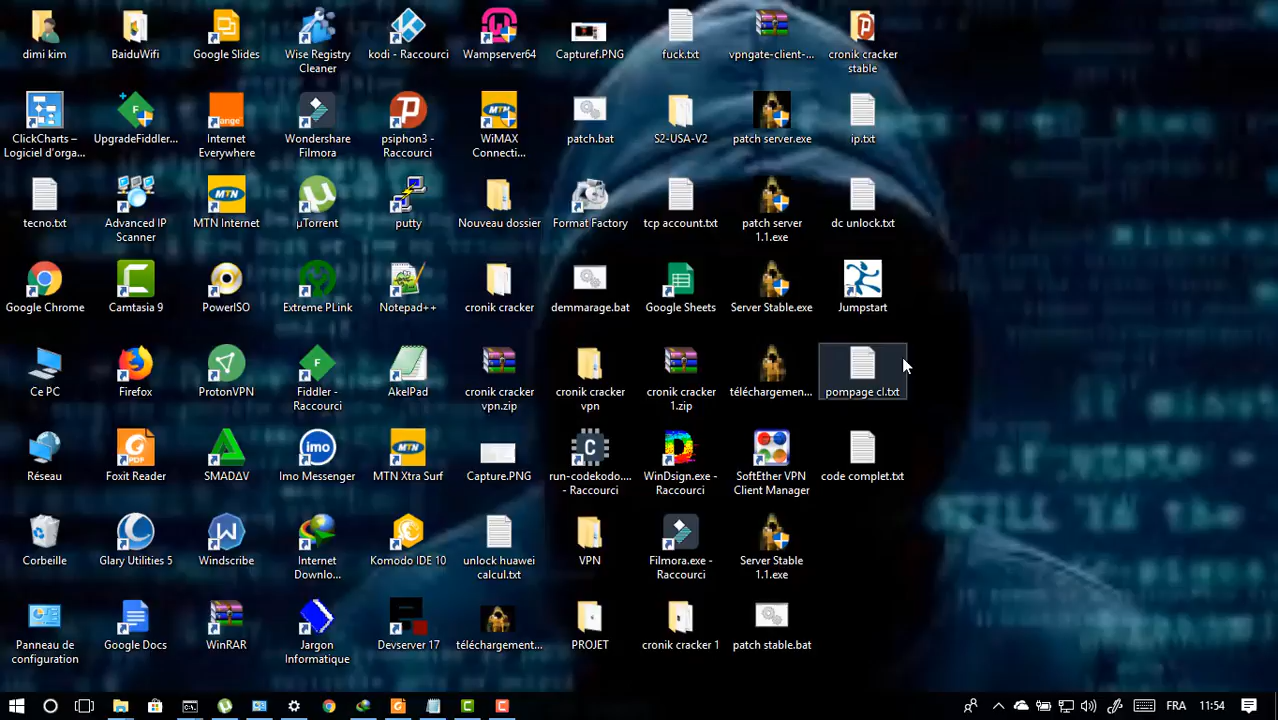 dimi kim
BaiduWifi
Google Slides
Wise Registry
Cleaner
kodi - Raccourci
Wampserver64
Capturef.PNG
fuck.txt
vpngate-client-...
cronik cracker
stable
ClickCharts –
Logiciel d'orga...
UpgradeFiddler...
Internet
Everywhere
Wondershare
Filmora
psiphon3 -
Raccourci
WiMAX
Connecti...
patch.bat
S2-USA-V2
patch server.exe
ip.txt
tecno.txt
Advanced IP
Scanner
MTN Internet
µTorrent
putty
Nouveau dossier
Format Factory
tcp account.txt
patch server
1.1.exe
dc unlock.txt
Google Chrome
Camtasia 9
PowerISO
Extreme PLink
Notepad++
cronik cracker
demmarage.bat
Google Sheets
Server Stable.exe
Jumpstart
Ce PC
Firefox
ProtonVPN
Fiddler -
Raccourci
AkelPad
cronik cracker
vpn.zip
cronik cracker
vpn
cronik cracker
1.zip
téléchargemen...
pompage cl.txt
Réseau
Foxit Reader
SMADΔV
Imo Messenger
MTN Xtra Surf
Capture.PNG
run-codekodo....
- Raccourci
WinDsign.exe -
Raccourci
SoftEther VPN
Client Manager
code complet.txt
Corbeille
Glary Utilities 5
Windscribe
Internet
Downlo...
Komodo IDE 10
unlock huawei
calcul.txt
VPN
Filmora.exe -
Raccourci
Server Stable
1.1.exe
Panneau de
configuration
Google Docs
WinRAR
Jargon
Informatique
Devserver 17
téléchargement...
PROJET
cronik cracker 1
patch stable.bat
FRA
11:54